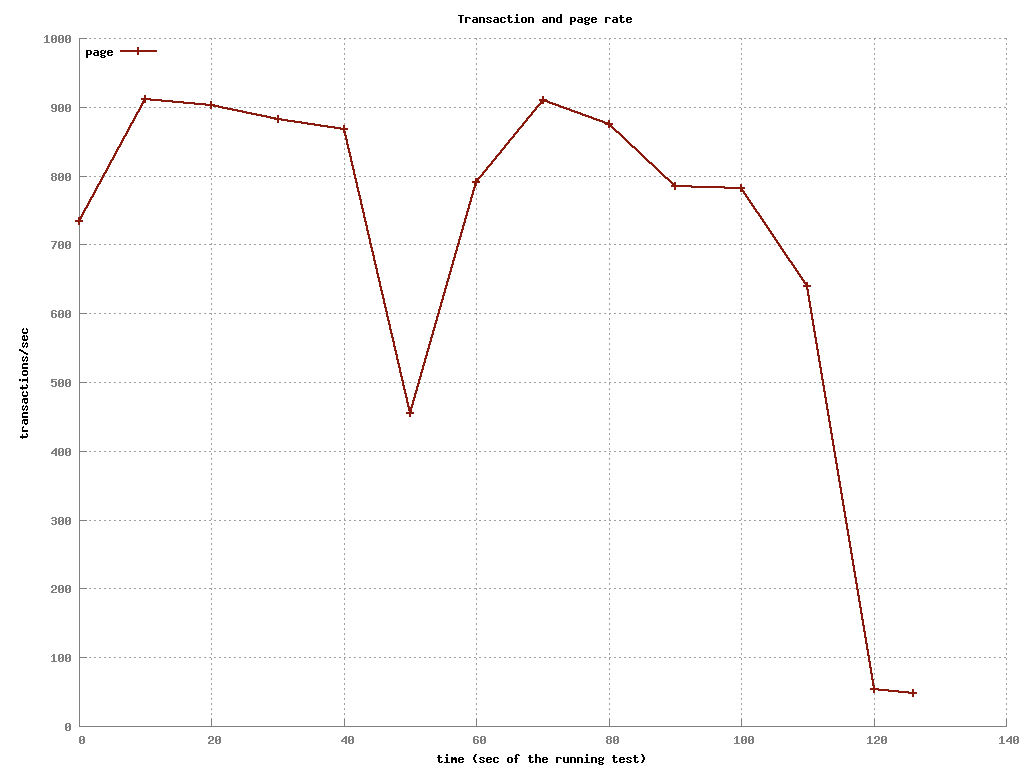 Transaction and page rate
page
1000
900
800
700
600
500
400
300
200
100
0
transactions/sec
0 20 40 60 80 100 120 140
time (sec of the running test)